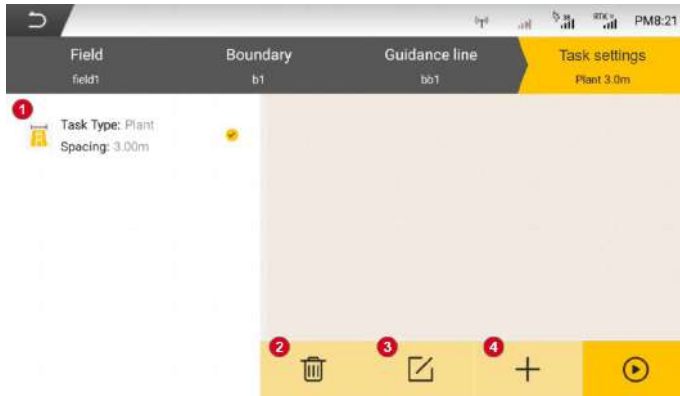 PM8:21
Field
field1
Boundary
b1
Guidance line
bb1
Task settings
Plant 3.0m
1
Task Type: Plant
Spacing: 3.00m
2
3
4